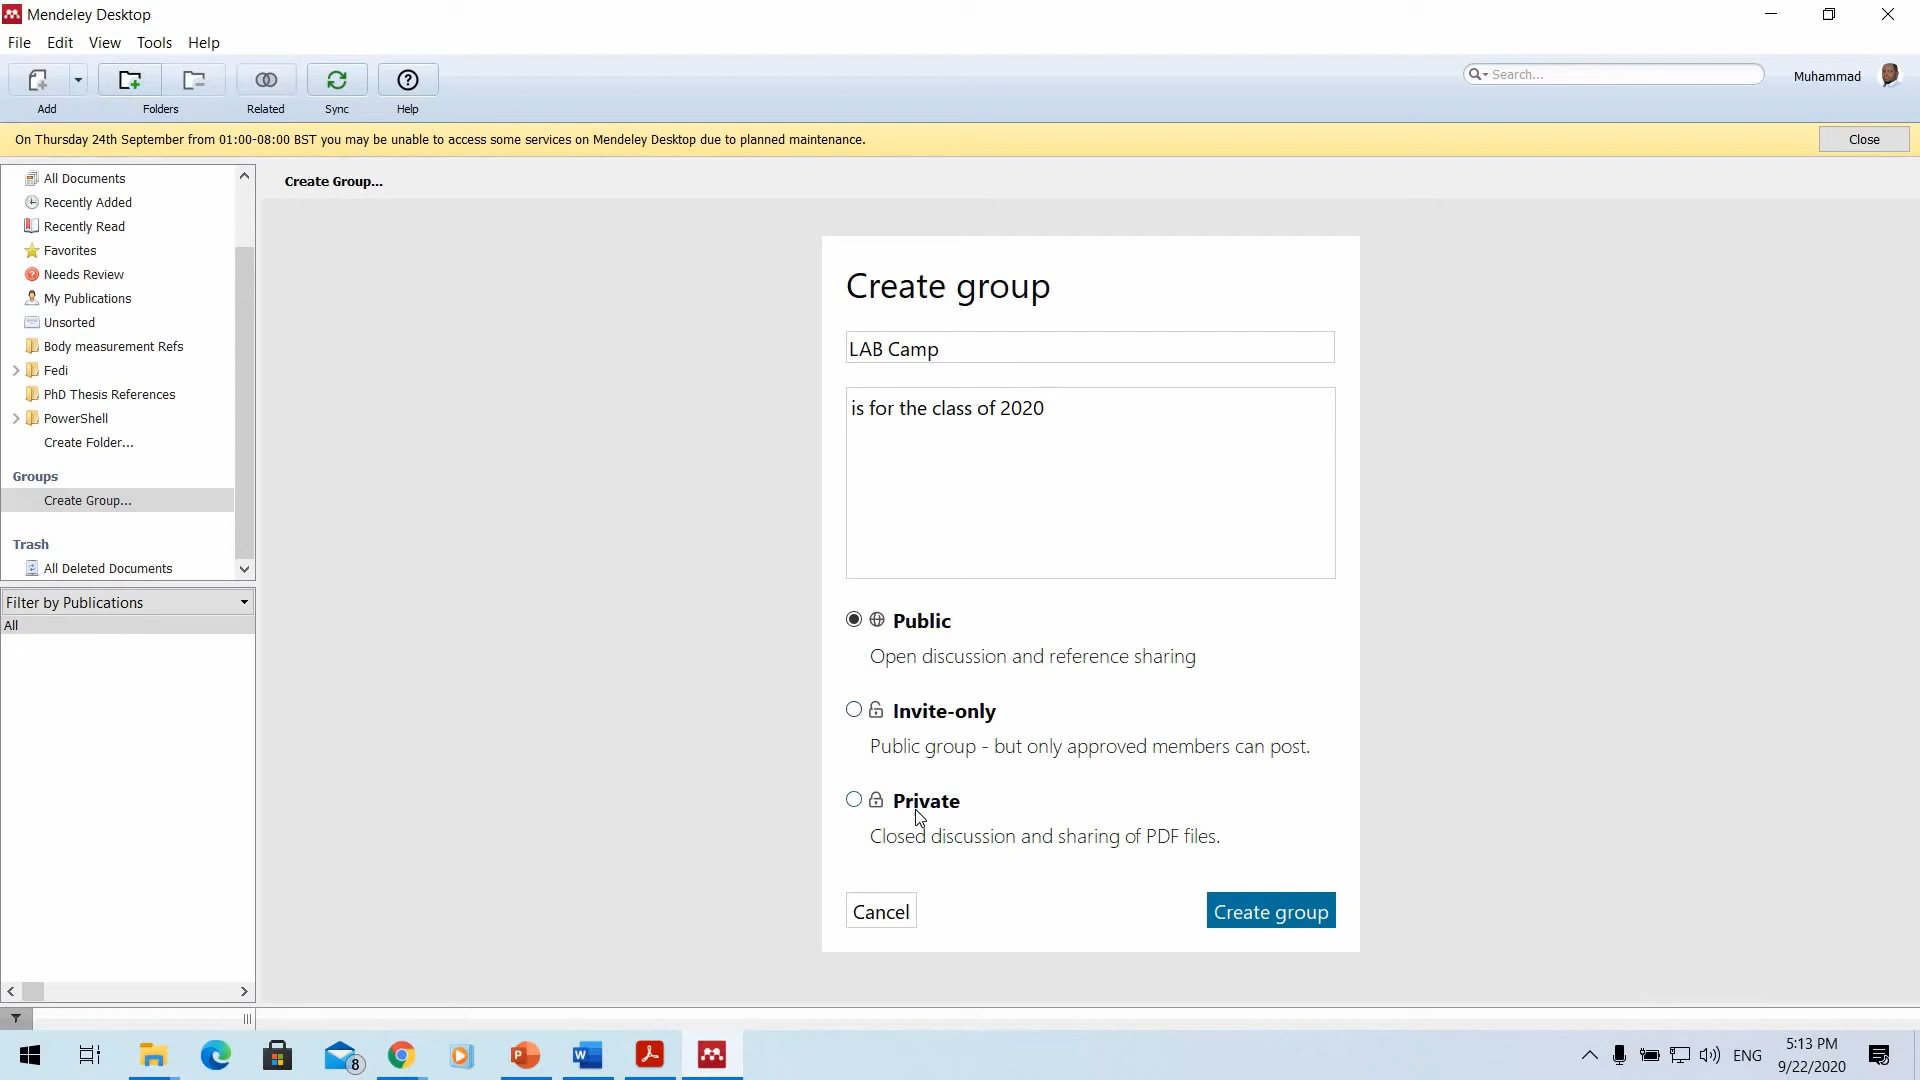 Mendeley Desktop
File Edit View Tools Help
Add Folders Related Sync Help
Search...
Muhammad
On Thursday 24th September from 01:00-08:00 BST you may be unable to access some services on Mendeley Desktop due to planned maintenance.
Close
All Documents
Recently Added
Recently Read
Favorites
Needs Review
My Publications
Unsorted
Body measurement Refs
Fedi
PhD Thesis References
PowerShell
Create Folder...
Groups
Create Group...
Trash
All Deleted Documents
Filter by Publications
All
Create Group...
Create group
LAB Camp
is for the class of 2020
Public
Open discussion and reference sharing
Invite-only
Public group - but only approved members can post.
Private
Closed discussion and sharing of PDF files.
Cancel
Create group
8
ENG
5:13 PM
9/22/2020